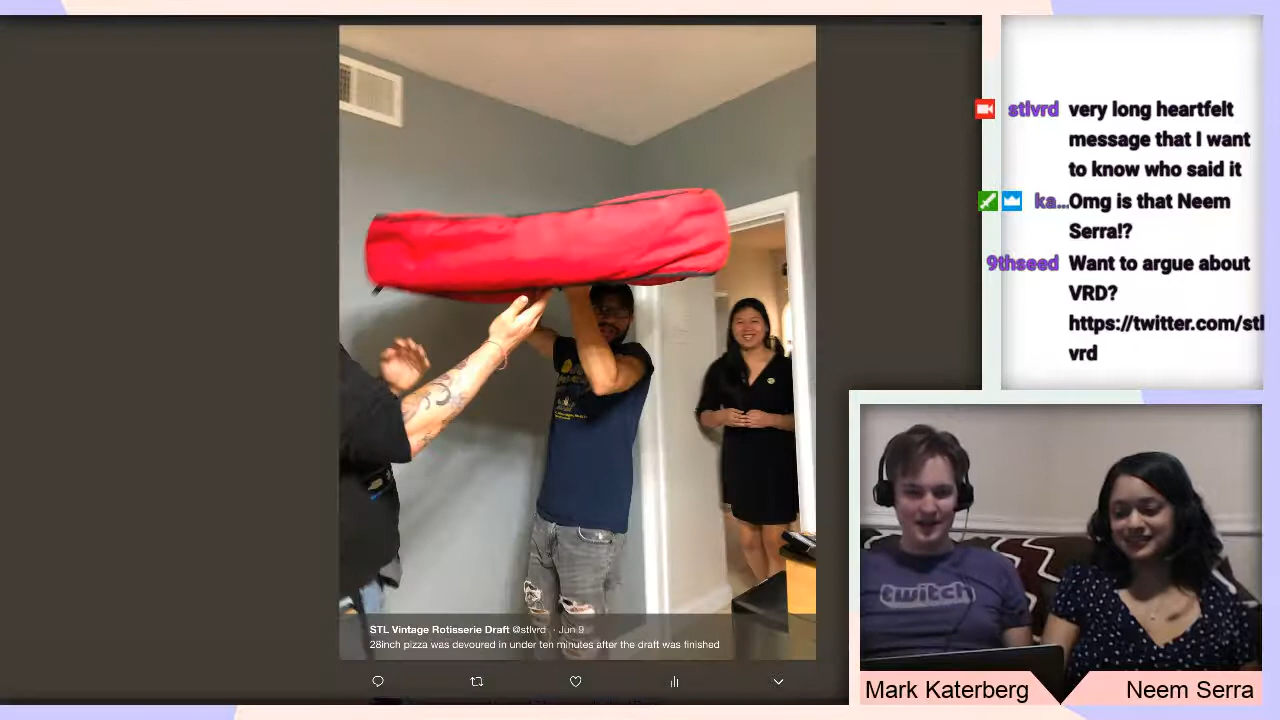 stlvrd very long heartfelt
message that I want
to know who said it
ka...Omg is that Neem
Serra!?
9thseed Want to argue about
VRD?
https://twitter.com/stl
vrd
twitch
STL Vintage Rotisserie Draft @stlvrd · Jun 9
28inch pizza was devoured in under ten minutes after the draft was finished
Mark Katerberg
Neem Serra